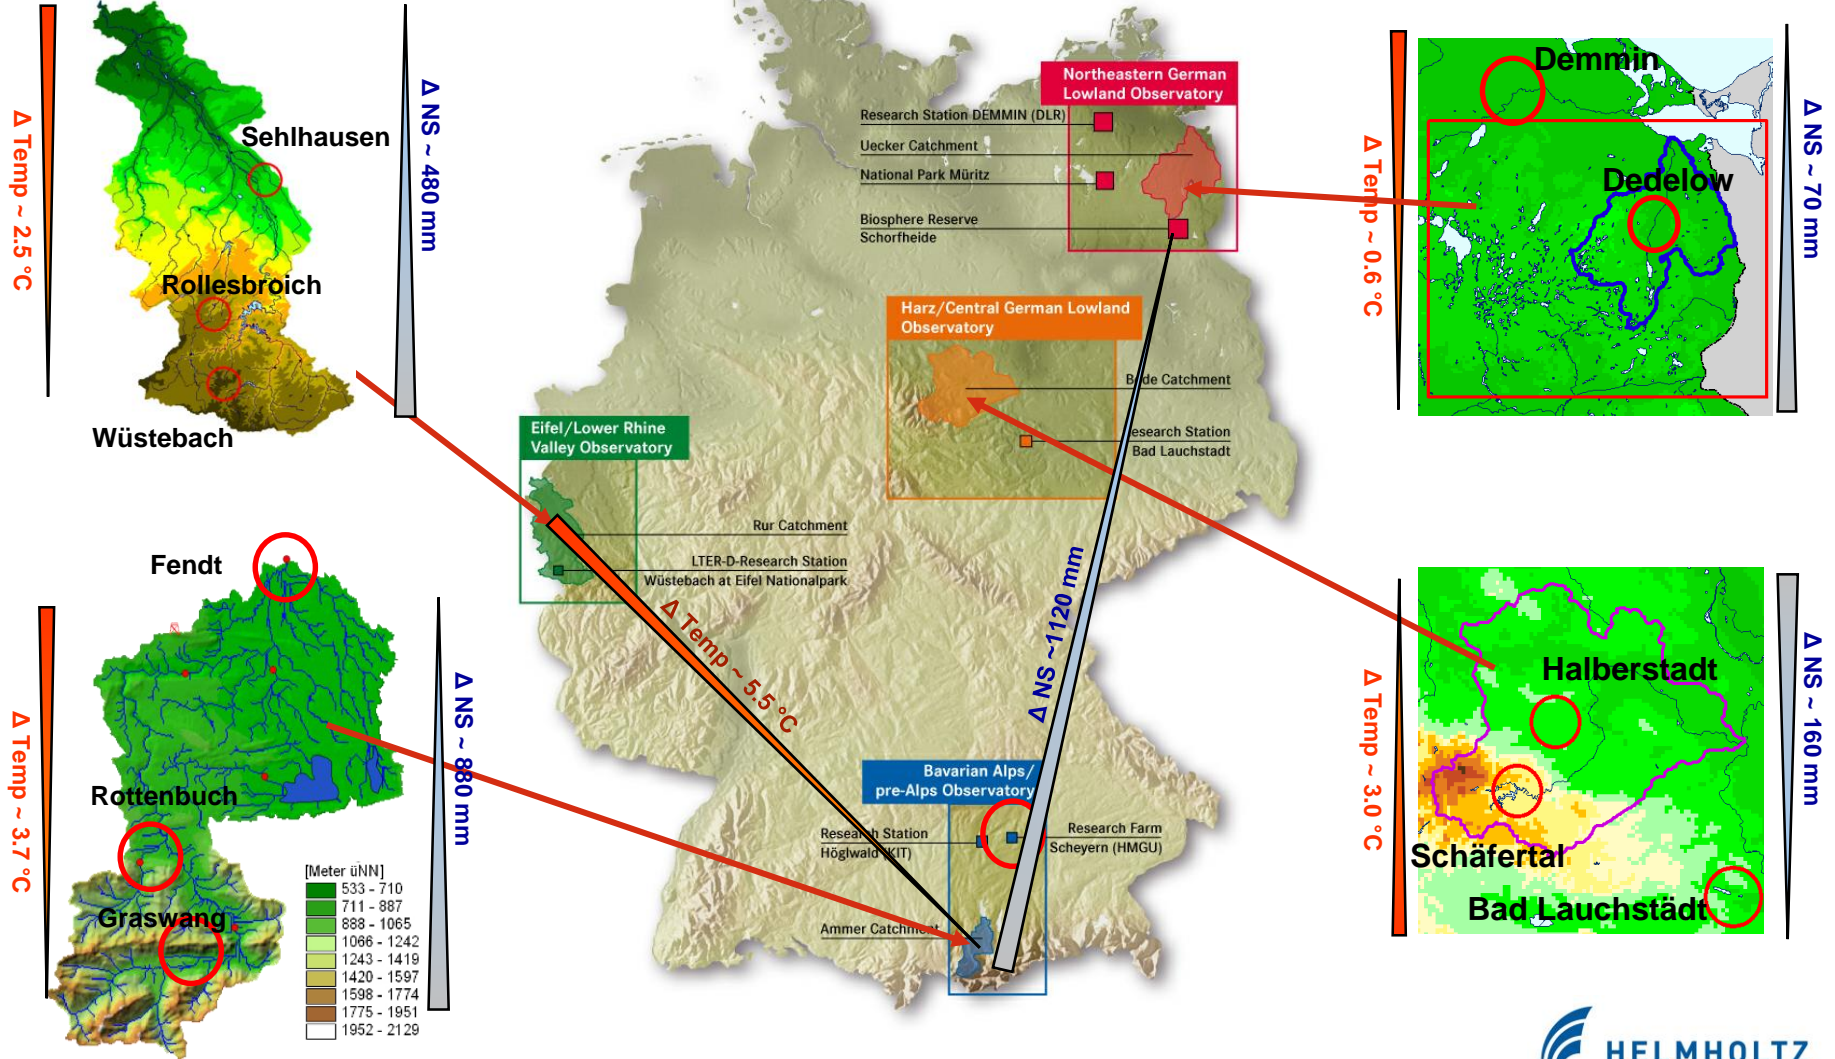 Δ Temp ~ 2.5 °C
Sehlhausen
Rollesbroich
Wüstebach
Δ NS ~ 480 mm
Northeastern German
Lowland Observatory
Research Station DEMMIN (DLR)
Uecker Catchment
National Park Müritz
Biosphere Reserve
Schorfheide
Δ Temp ~ 0.6 °C
Demmin
Dedelow
Δ NS ~ 70 mm
Harz/Central German Lowland
Observatory
Bode Catchment
Research Station
Bad Lauchstadt
Eifel/Lower Rhine
Valley Observatory
Rur Catchment
LTER-D-Research Station
Wüstebach at Eifel Nationalpark
Δ Temp ~ 5.5 °C
Δ NS ~1120 mm
Δ Temp ~ 3.7 °C
Fendt
Rottenbuch
Graswang
Δ NS ~ 880 mm
[Meter üNN]
533 - 710
711 - 887
888 - 1065
1066 - 1242
1243 - 1419
1420 - 1597
1598 - 1774
1775 - 1951
1952 - 2129
Bavarian Alps/
pre-Alps Observatory
Research Station
Höglwald (KIT)
Research Farm
Scheyern (HMGU)
Ammer Catchment
Δ Temp ~ 3.0 °C
Halberstadt
Schäfertal
Bad Lauchstädt
Δ NS ~ 160 mm
HELMHOLTZ